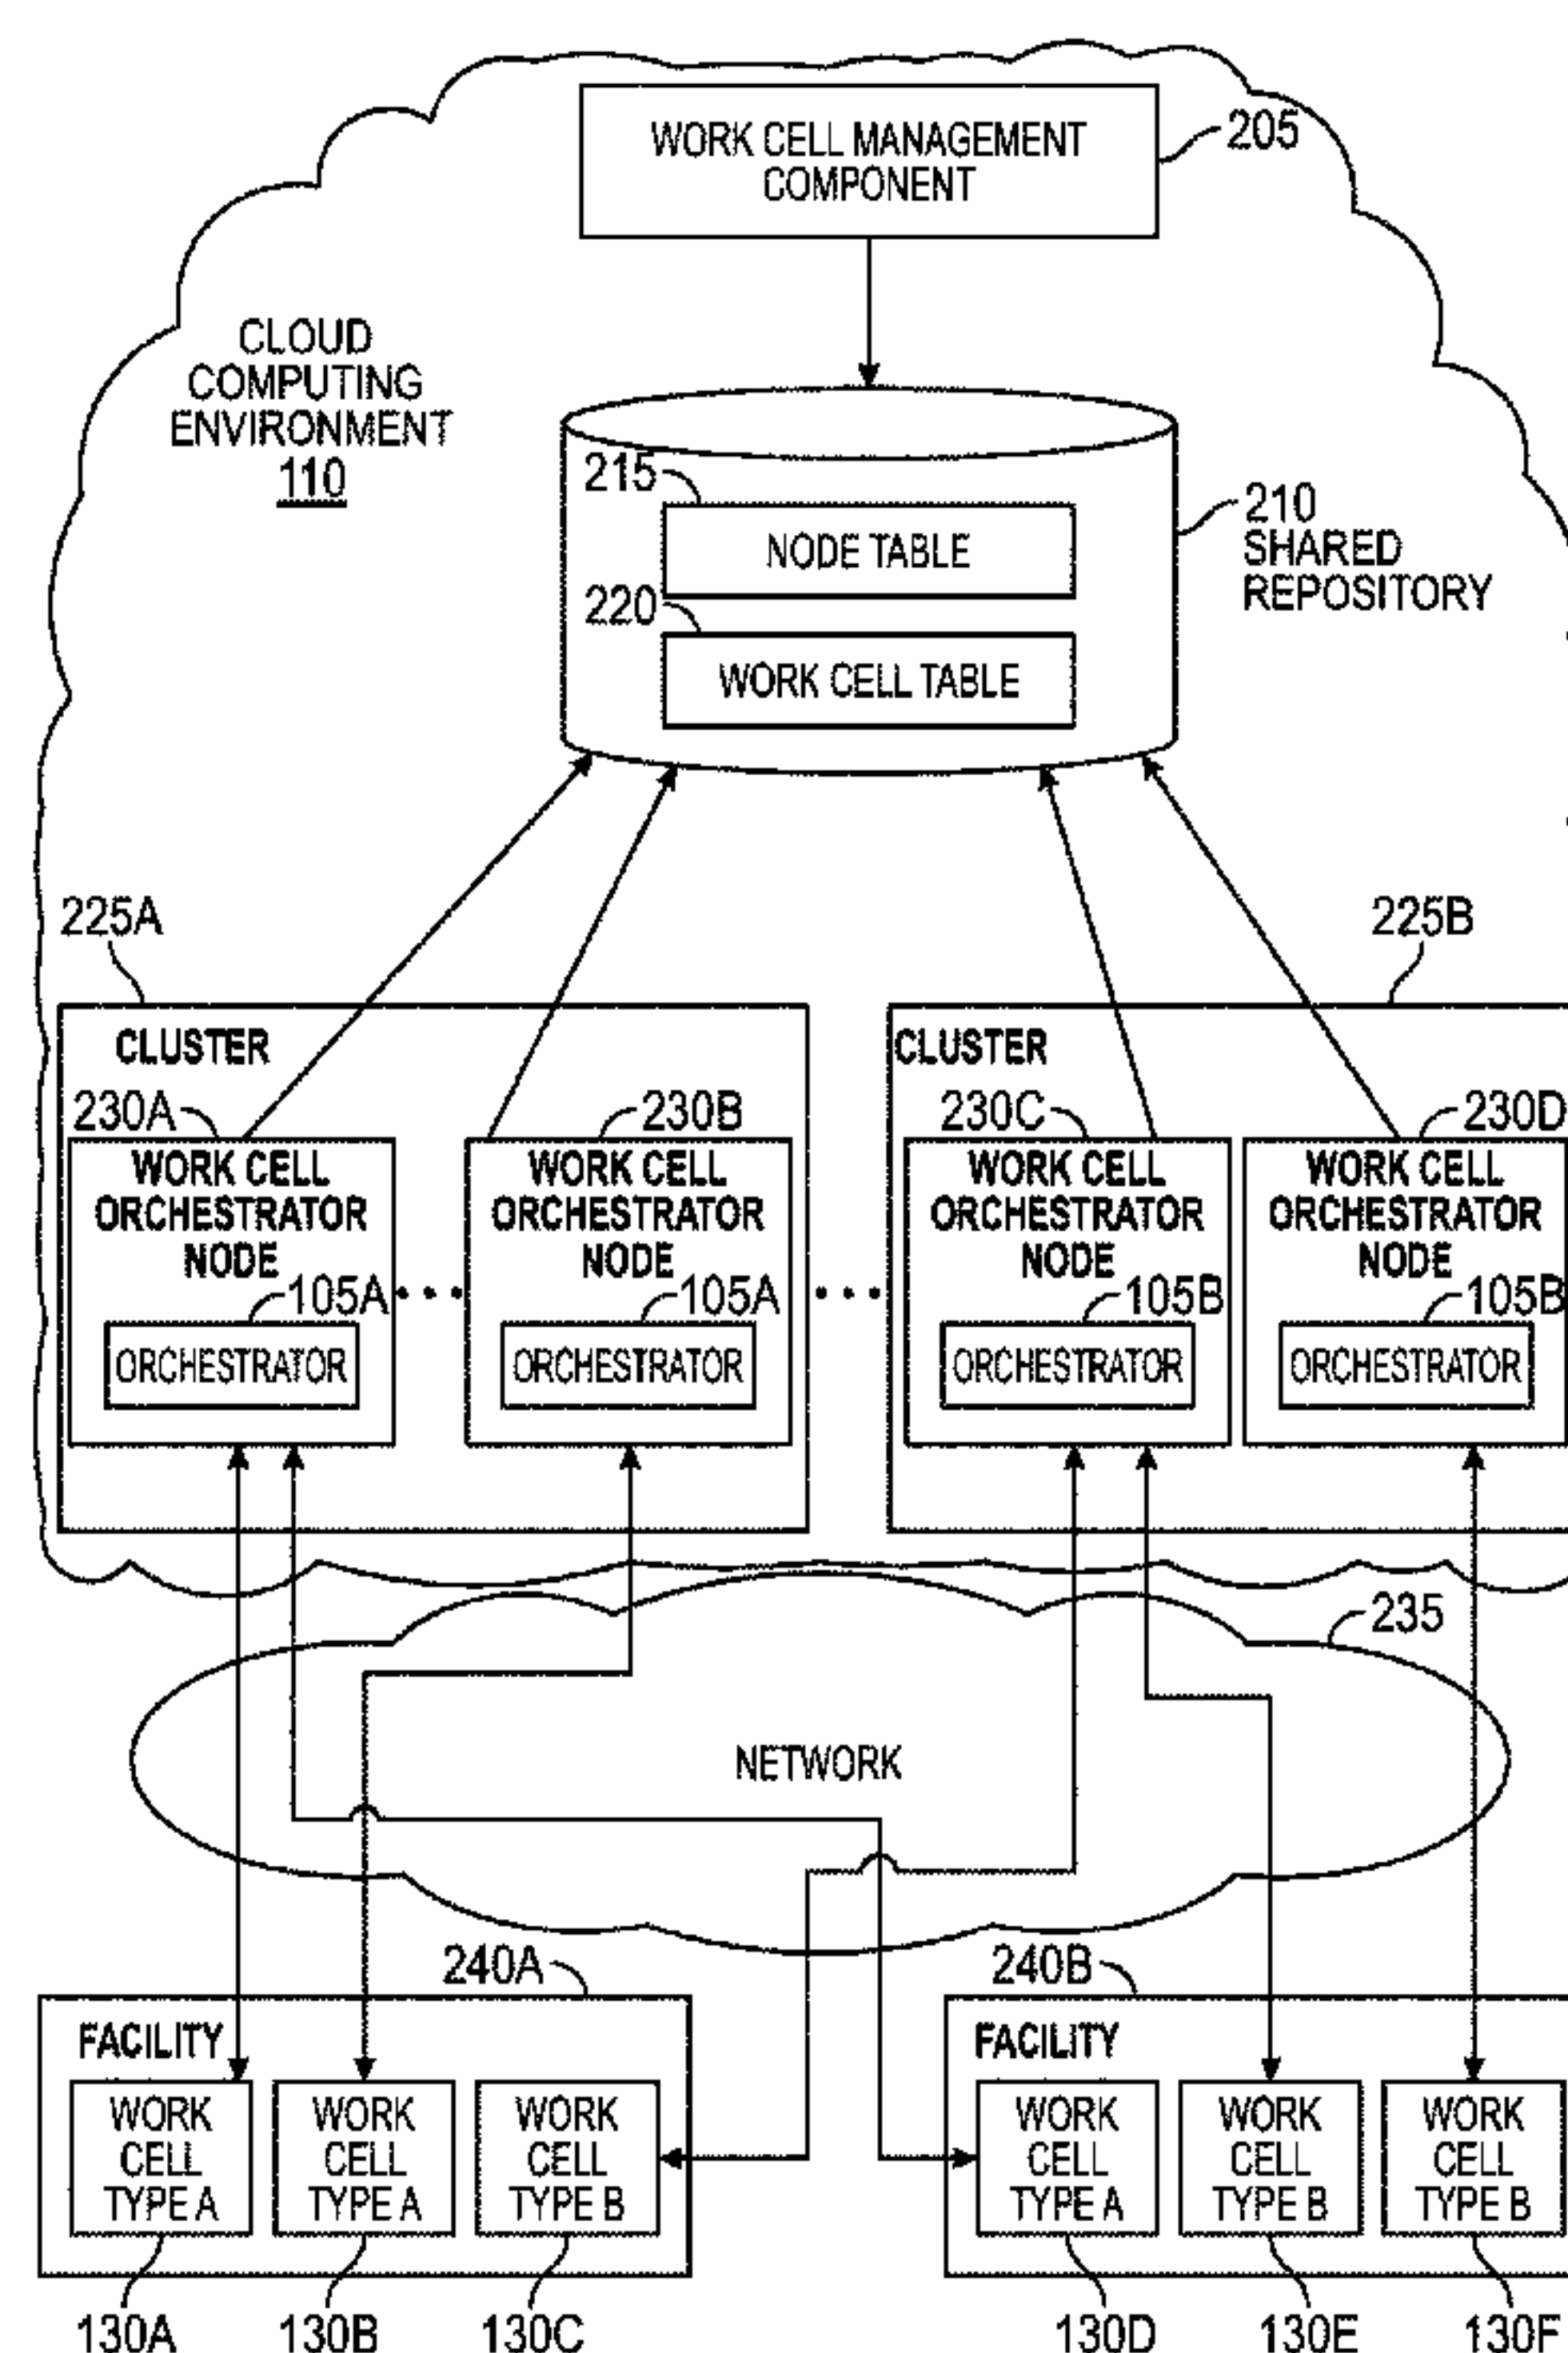 WORK CELL MANAGEMENT
COMPONENT
205
CLOUD
COMPUTING
ENVIRONMENT
110
215
NODE TABLE
210
SHARED
REPOSITORY
220
WORK CELL TABLE
225A
225B
CLUSTER
CLUSTER
230A
230B
230C
230D
WORK CELL
ORCHESTRATOR
NODE
WORK CELL
ORCHESTRATOR
NODE
WORK CELL
ORCHESTRATOR
NODE
WORK CELL
ORCHESTRATOR
NODE
105A
105A
105B
105B
ORCHESTRATOR
ORCHESTRATOR
ORCHESTRATOR
ORCHESTRATOR
235
NETWORK
240A
240B
FACILITY
FACILITY
WORK
CELL
TYPE A
WORK
CELL
TYPE A
WORK
CELL
TYPE B
WORK
CELL
TYPE A
WORK
CELL
TYPE B
WORK
CELL
TYPE B
130A
130B
130C
130D
130E
130F